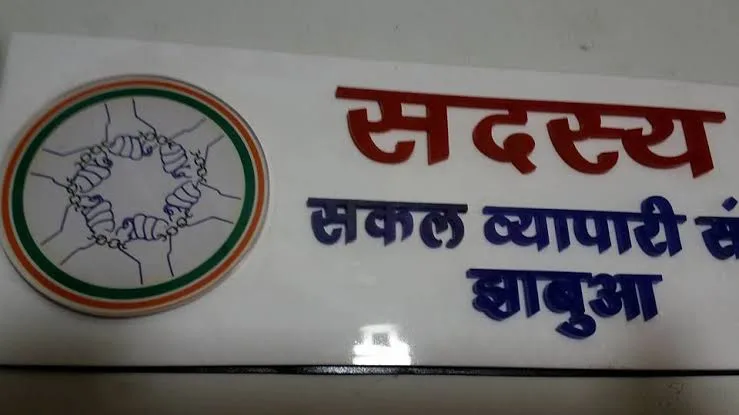 सदस्य
सकल व्यापारी सं
झाबुआ